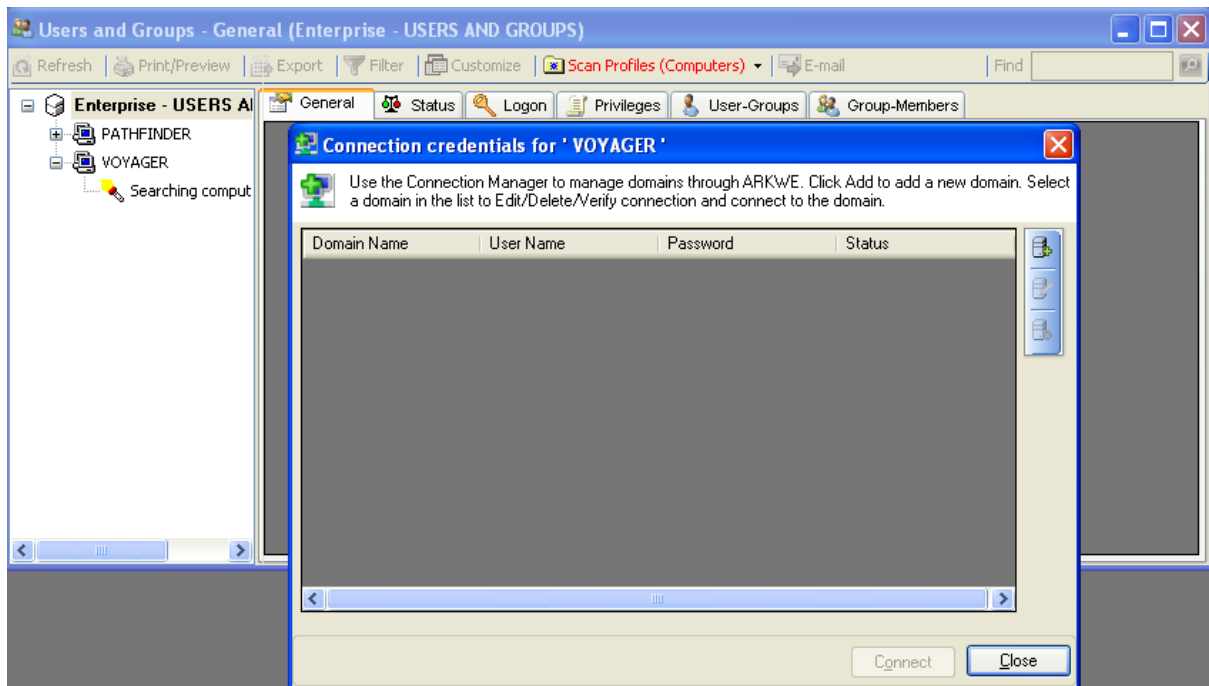 Users and Groups - General (Enterprise - USERS AND GROUPS)
Refresh Print/Preview Export Filter Customize Scan Profiles (Computers) E-mail Find
Enterprise - USERS AI
General Status Logon Privileges User-Groups Group-Members
PATHFINDER
VOYAGER
Searching comput
Connection credentials for ' VOYAGER '
Use the Connection Manager to manage domains through ARKWE. Click Add to add a new domain. Select
a domain in the list to Edit/Delete/Verify connection and connect to the domain.
Domain Name User Name Password Status
Connect Close